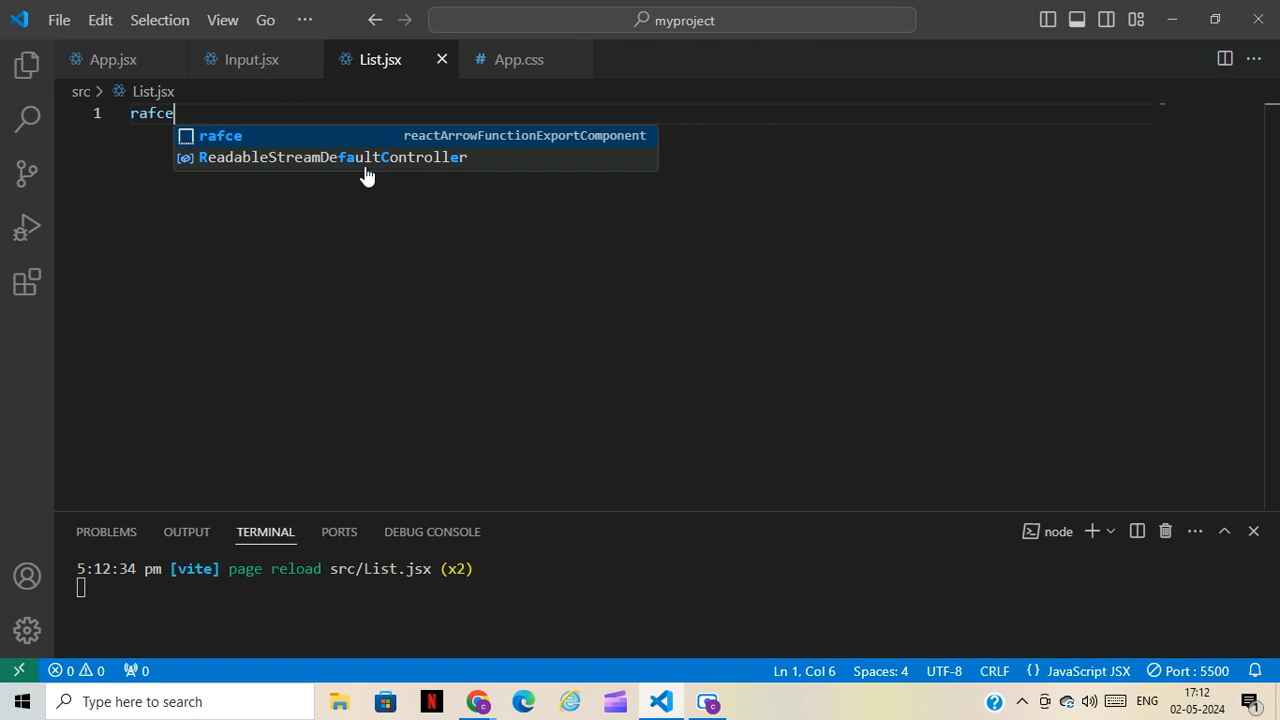 File Edit Selection View Go ··· myproject
App.jsx Input.jsx List.jsx # App.css
src > List.jsx
1 rafce
rafce reactArrowFunctionExportComponent
ReadableStreamDefaultController
PROBLEMS OUTPUT TERMINAL PORTS DEBUG CONSOLE node
5:12:34 pm [vite] page reload src/List.jsx (x2)
0 0 0 Ln 1, Col 6 Spaces: 4 UTF-8 CRLF {} JavaScript JSX Port : 5500
Type here to search ENG 17:12
02-05-2024 1